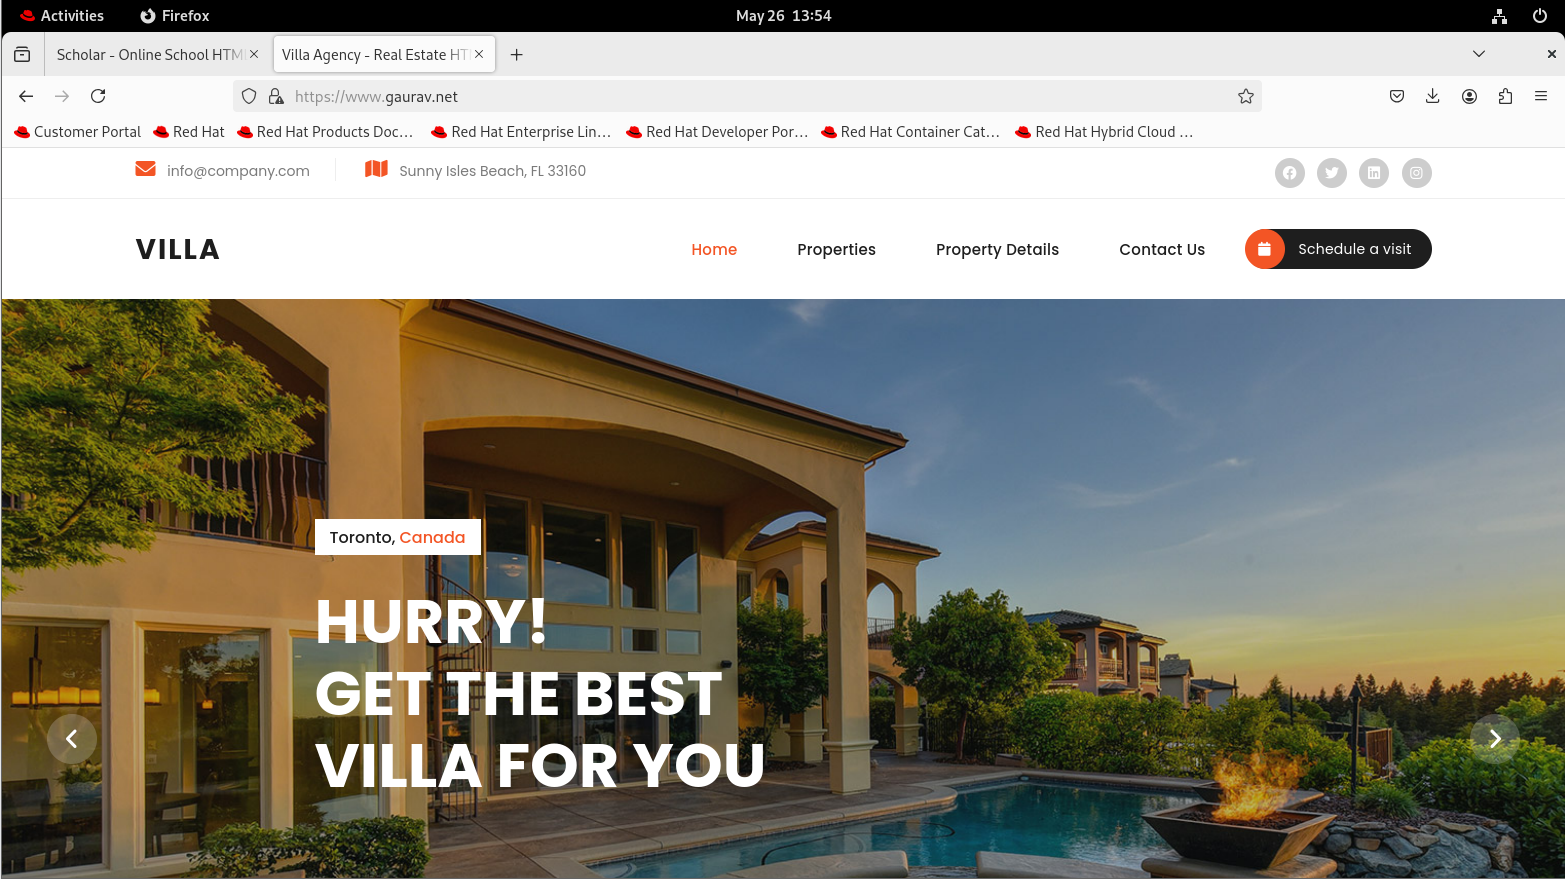 Activities Firefox May 26 13:54
Scholar - Online School HTM Villa Agency - Real Estate HT
https://www.gaurav.net
Customer Portal Red Hat Red Hat Products Doc… Red Hat Enterprise Lin… Red Hat Developer Por… Red Hat Container Cat… Red Hat Hybrid Cloud …
info@company.com Sunny Isles Beach, FL 33160
VILLA Home Properties Property Details Contact Us Schedule a visit
Toronto, Canada
HURRY!
GET THE BEST
VILLA FOR YOU